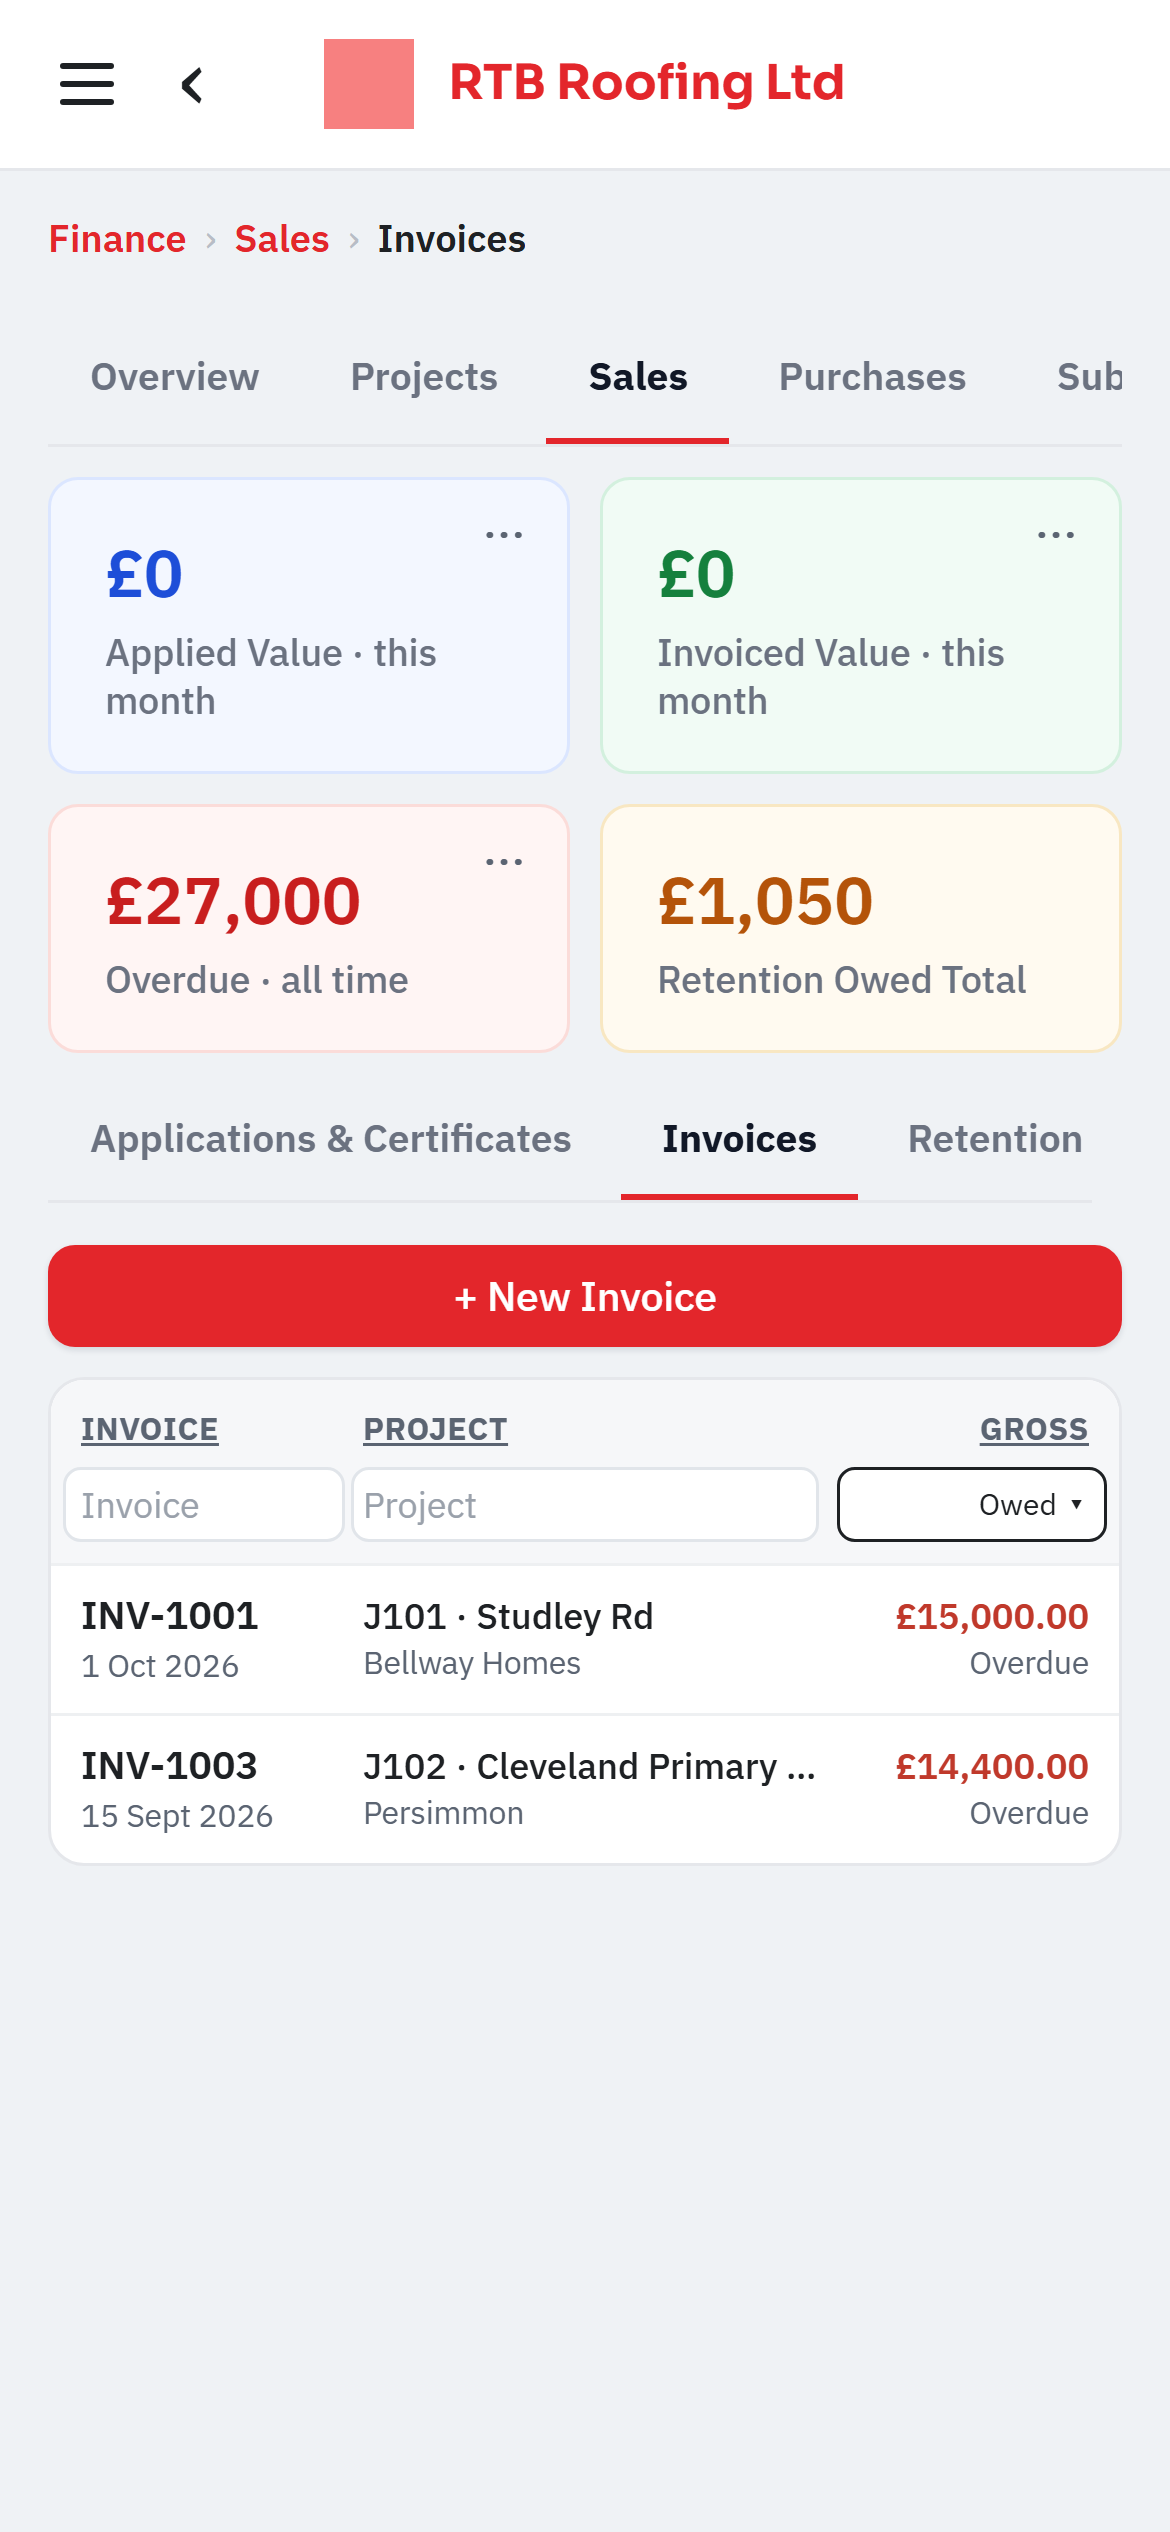 RTB Roofing Ltd
Finance › Sales › Invoices
Overview Projects Sales Purchases Sub
£0
Applied Value · this
month
£0
Invoiced Value · this
month
£27,000
Overdue · all time
£1,050
Retention Owed Total
Applications & Certificates Invoices Retention
+ New Invoice
INVOICE PROJECT GROSS
Invoice Project Owed ▼
INV-1001 J101 · Studley Rd £15,000.00
1 Oct 2026 Bellway Homes Overdue
INV-1003 J102 · Cleveland Primary ... £14,400.00
15 Sept 2026 Persimmon Overdue